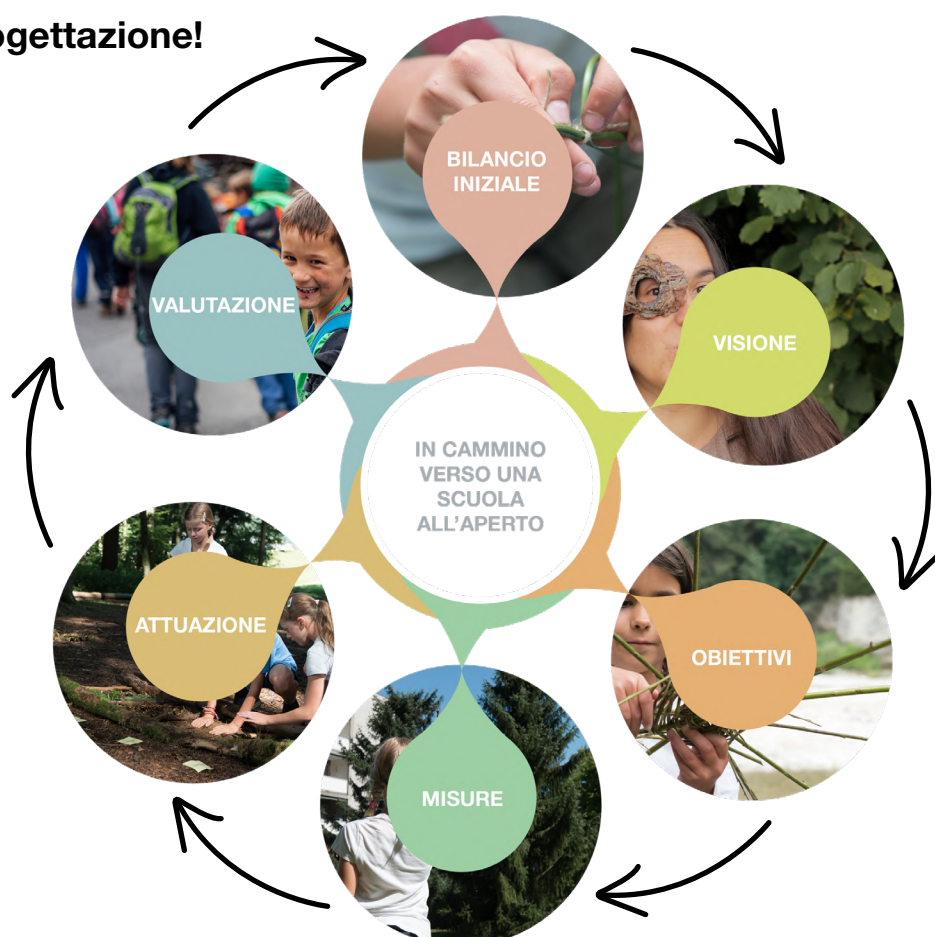 ogettazione!
BILANCIO
INIZIALE
VISIONE
OBIETTIVI
MISURE
ATTUAZIONE
VALUTAZIONE
IN CAMMINO
VERSO UNA
SCUOLA
ALL’APERTO